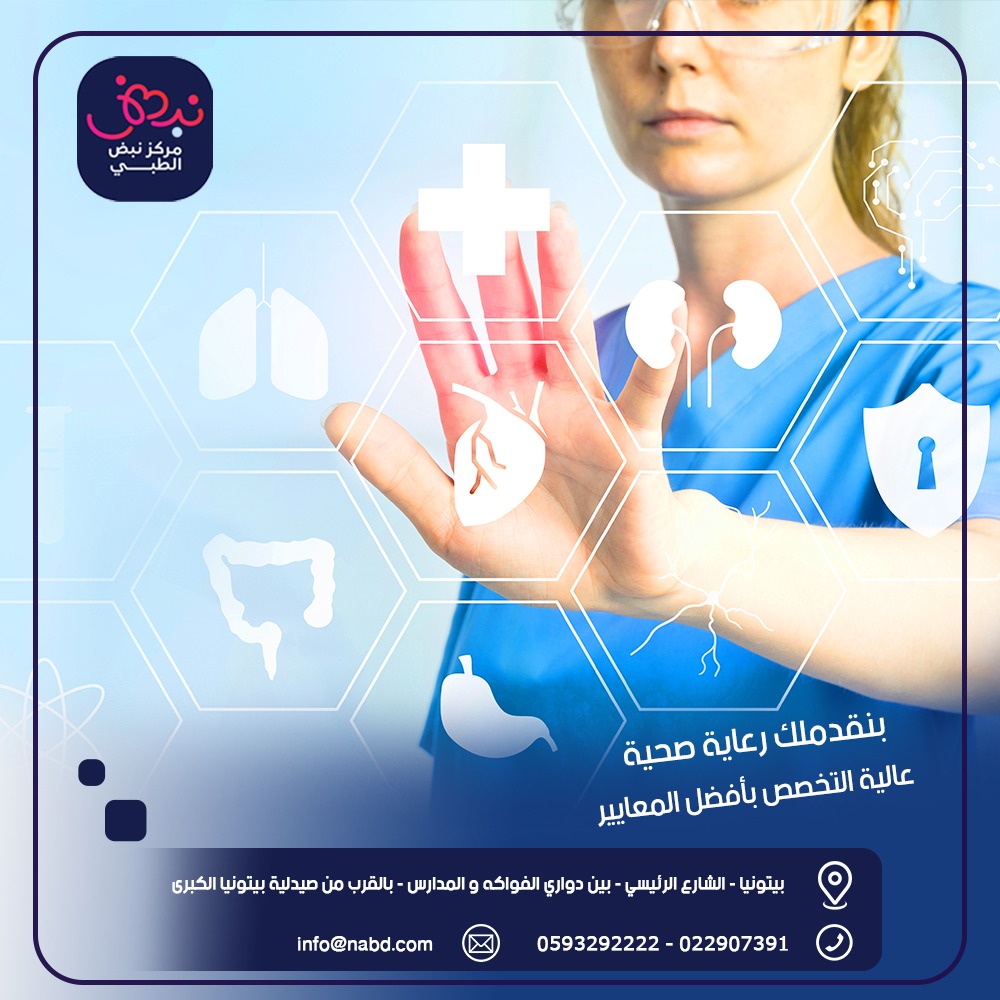 نبض
مركز نبض
الطبـــي
بنقدملك رعاية صحية
عالية التخصص بأفضل المعايير
بيتونيا - الشارع الرئيسي - بين دواري الفواكه و المدارس - بالقرب من صيدلية بيتونيا الكبرى
022907391 - 0593292222
info@nabd.com